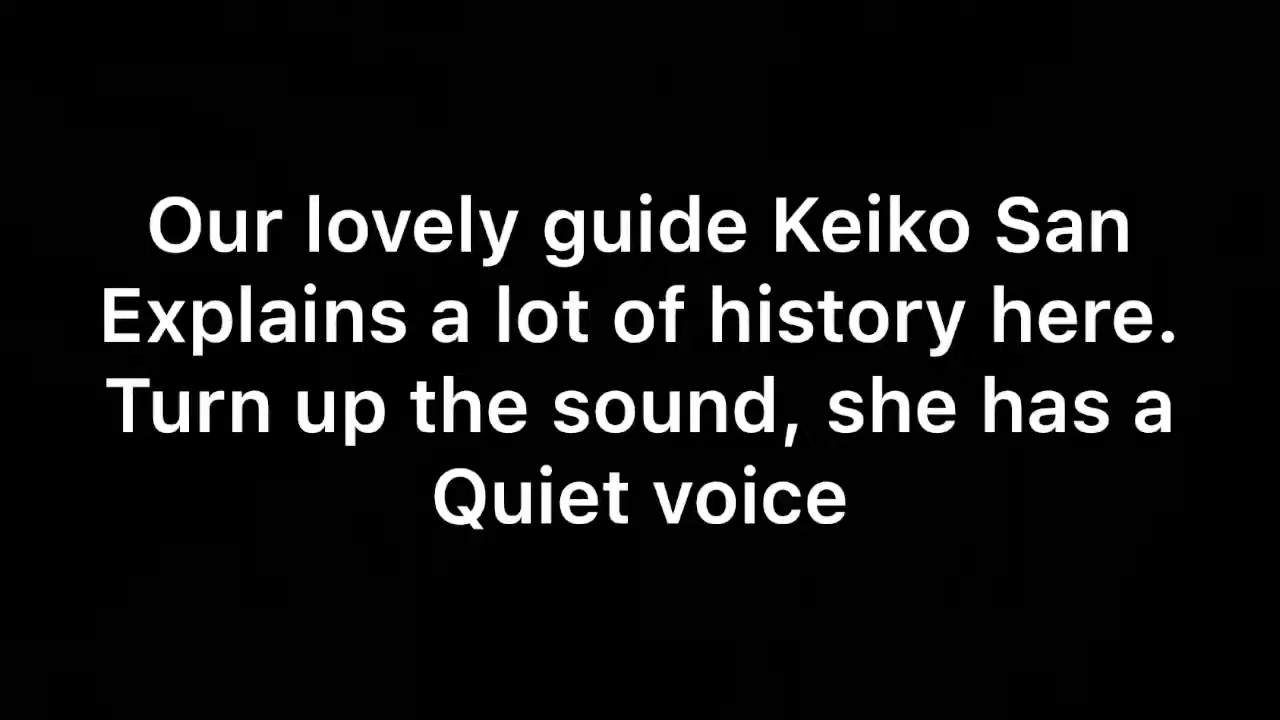 Our lovely guide Keiko San
Explains a lot of history here.
Turn up the sound, she has a
Quiet voice